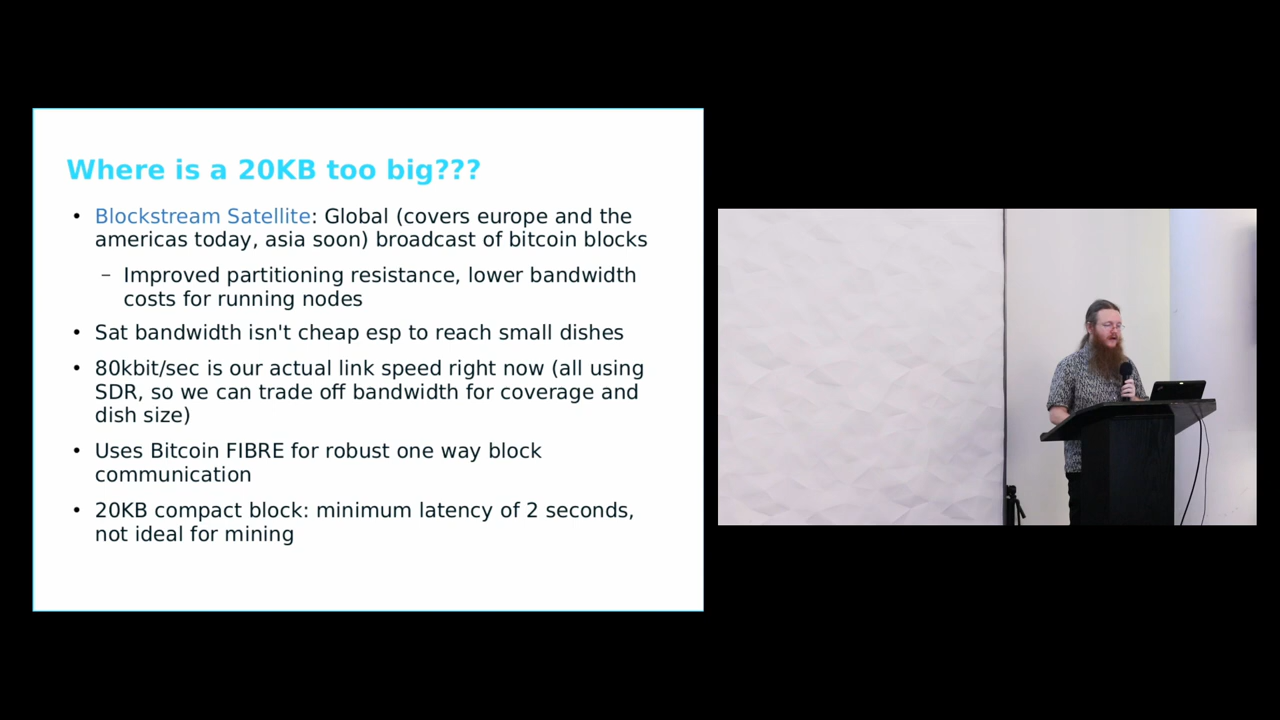 Where is a 20KB too big???
• Blockstream Satellite: Global (covers europe and the
americas today, asia soon) broadcast of bitcoin blocks
– Improved partitioning resistance, lower bandwidth
costs for running nodes
• Sat bandwidth isn't cheap esp to reach small dishes
• 80kbit/sec is our actual link speed right now (all using
SDR, so we can trade off bandwidth for coverage and
dish size)
• Uses Bitcoin FIBRE for robust one way block
communication
• 20KB compact block: minimum latency of 2 seconds,
not ideal for mining